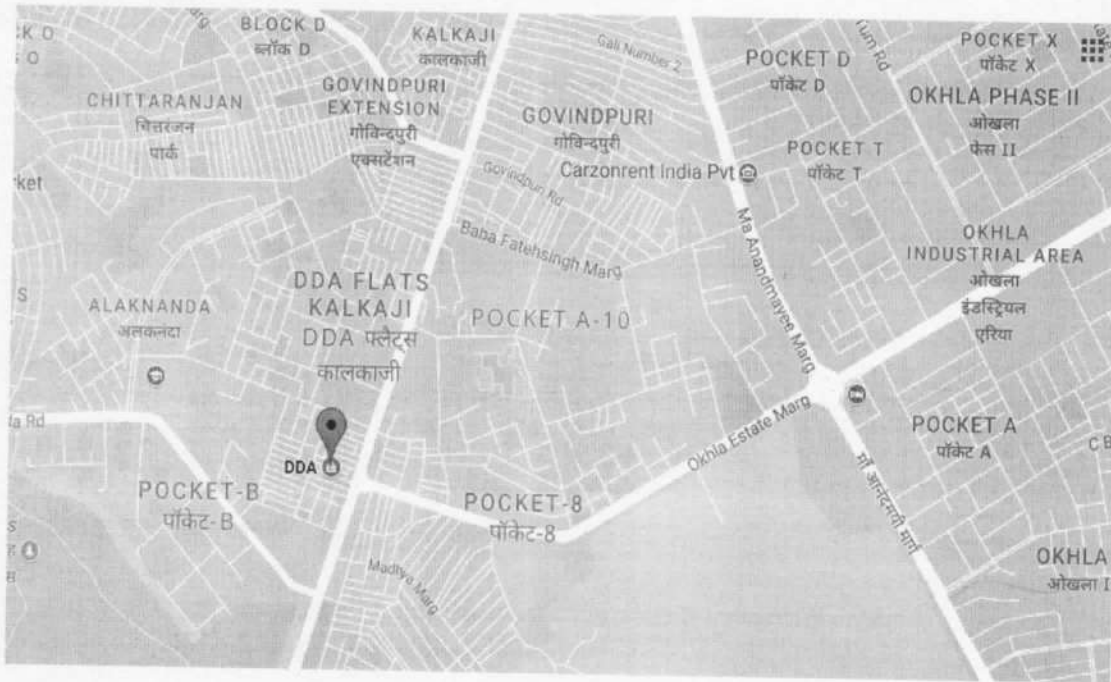 BLOCK D
ब्लॉक D
KALKAJI
कालकाजी
Gali Number 2
POCKET D
पॉकेट D
POCKET X
पॉकेट X
CHITTARANJAN
चित्तरंजन
पार्क
GOVINDPURI
EXTENSION
गोविन्दपुरी
एक्सटेंशन
GOVINDPURI
गोविन्दपुरी
OKHLA PHASE II
ओखला
फेस II
Carzonrent India Pvt
POCKET T
पॉकेट T
Govindpuri Rd
Baba Fatehsingh Marg
Ma Anandmayee Marg
OKHLA
INDUSTRIAL AREA
ओखला
इंडस्ट्रियल
एरिया
DDA FLATS
KALKAJI
DDA फ्लैट्स
कालकाजी
ALAKNANDA
अलकनंदा
POCKET A-10
Okhla Estate Marg
POCKET A
पॉकेट A
DDA
POCKET-B
पॉकेट-B
POCKET-8
पॉकेट-8
माँ आनंदमयी मार्ग
OKHLA
ओखला I